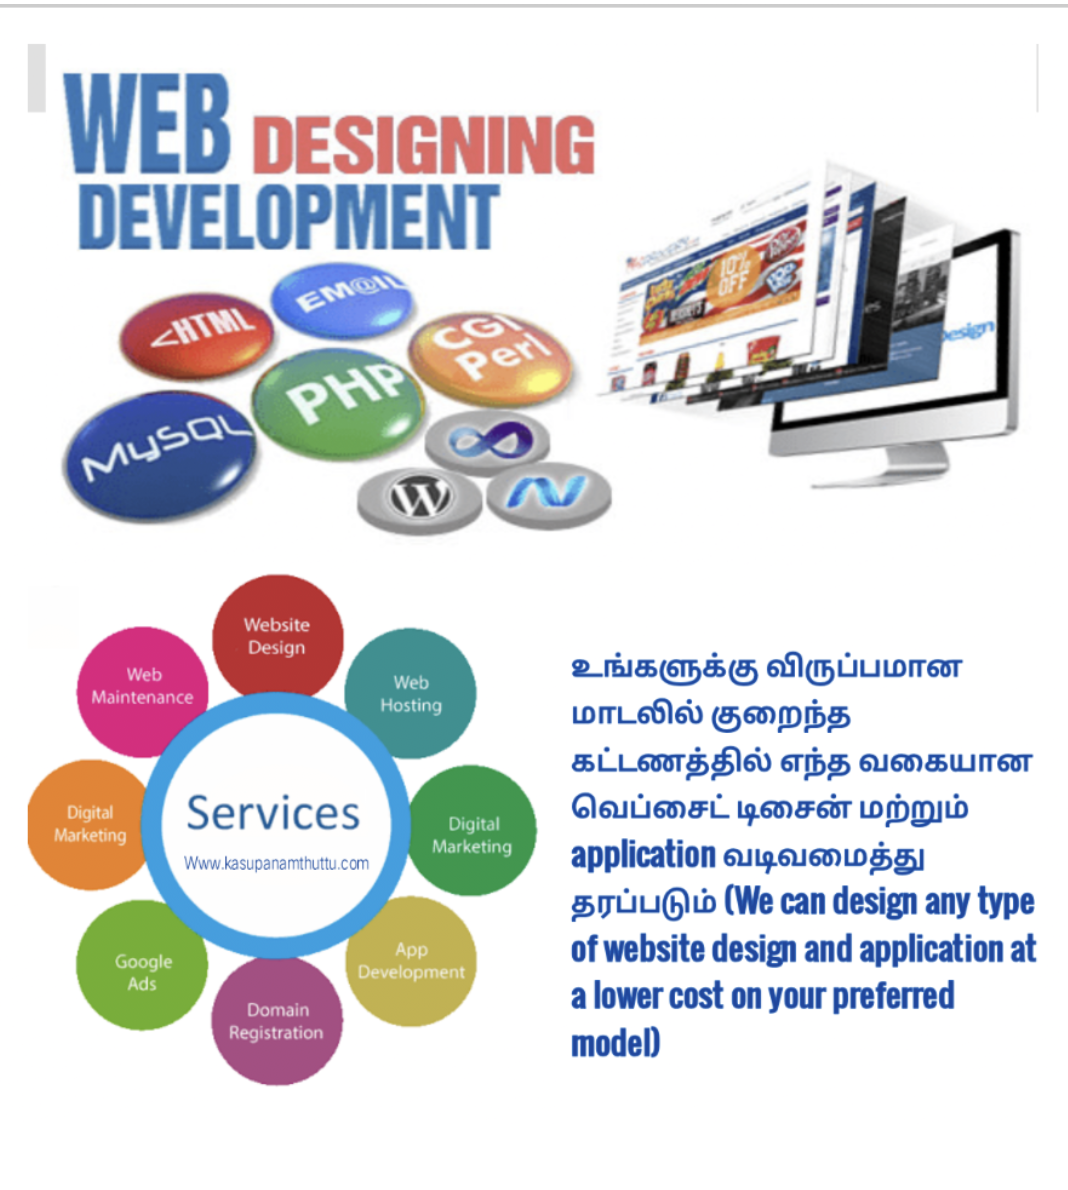 WEB DESIGNING
DEVELOPMENT
EM@IL
<HTML
CGI
Perl
PHP
MySQL
10%
OFF
Design
Website
Design
Web
Maintenance
Web
Hosting
Services
Www.kasupanamthuttu.com
Digital
Marketing
Digital
Marketing
Google
Ads
App
Development
Domain
Registration
உங்களுக்கு விருப்பமான
மாடலில் குறைந்த
கட்டணத்தில் எந்த வகையான
வெப்சைட் டிசைன் மற்றும்
application வடிவமைத்து
தரப்படும் (We can design any type
of website design and application at
a lower cost on your preferred
model)